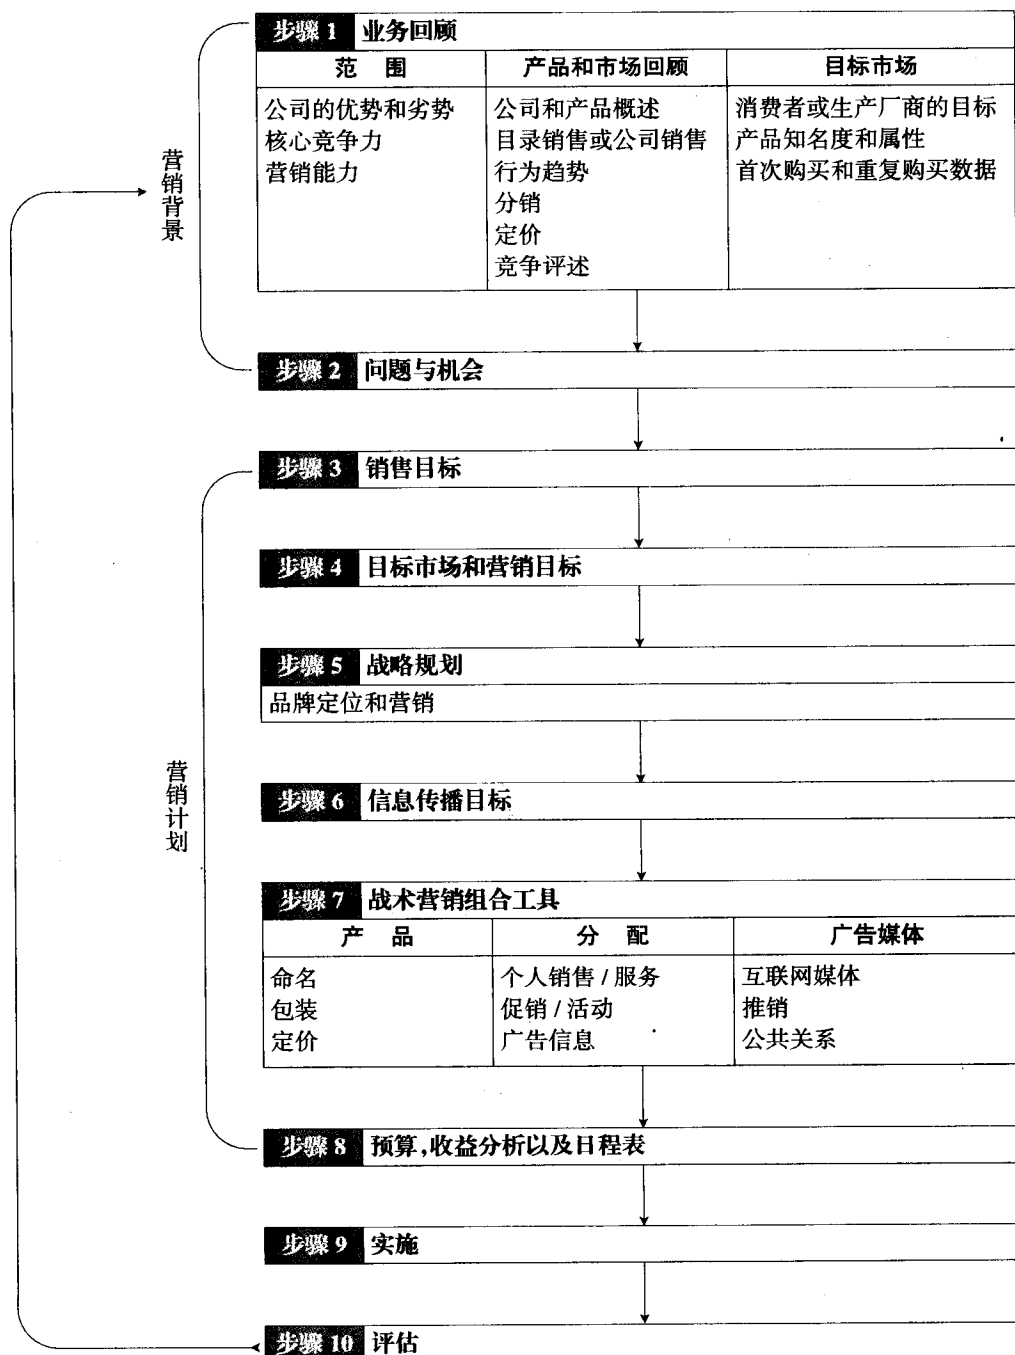 步骤 1 业务回顾
范 围
公司的优势和劣势
核心竞争力
营销能力
产品和市场回顾
公司和产品概述
目录销售或公司销售
行为趋势
分销
定价
竞争评述
目标市场
消费者或生产厂商的目标
产品知名度和属性
首次购买和重复购买数据
营销背景
步骤 2 问题与机会
步骤 3 销售目标
步骤 4 目标市场和营销目标
步骤 5 战略规划
品牌定位和营销
营销计划
步骤 6 信息传播目标
步骤 7 战术营销组合工具
产 品
命名
包装
定价
分 配
个人销售 / 服务
促销 / 活动
广告信息
广告媒体
互联网媒体
推销
公共关系
步骤 8 预算,收益分析以及日程表
步骤 9 实施
步骤 10 评估